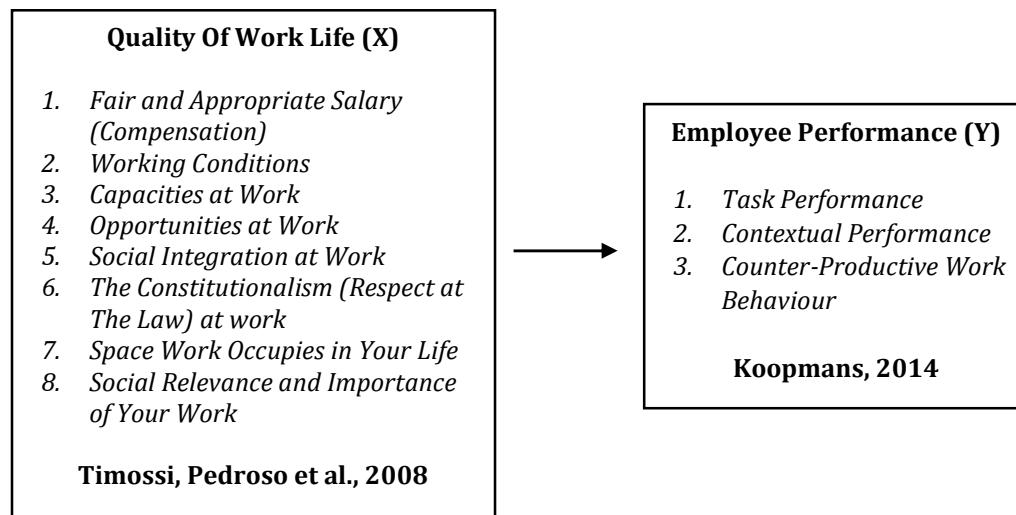 Quality Of Work Life (X)
1. Fair and Appropriate Salary
(Compensation)
2. Working Conditions
3. Capacities at Work
4. Opportunities at Work
5. Social Integration at Work
6. The Constitutionalism (Respect at
The Law) at work
7. Space Work Occupies in Your Life
8. Social Relevance and Importance
of Your Work
Timossi, Pedroso et al., 2008
Employee Performance (Y)
1. Task Performance
2. Contextual Performance
3. Counter-Productive Work
Behaviour
Koopmans, 2014